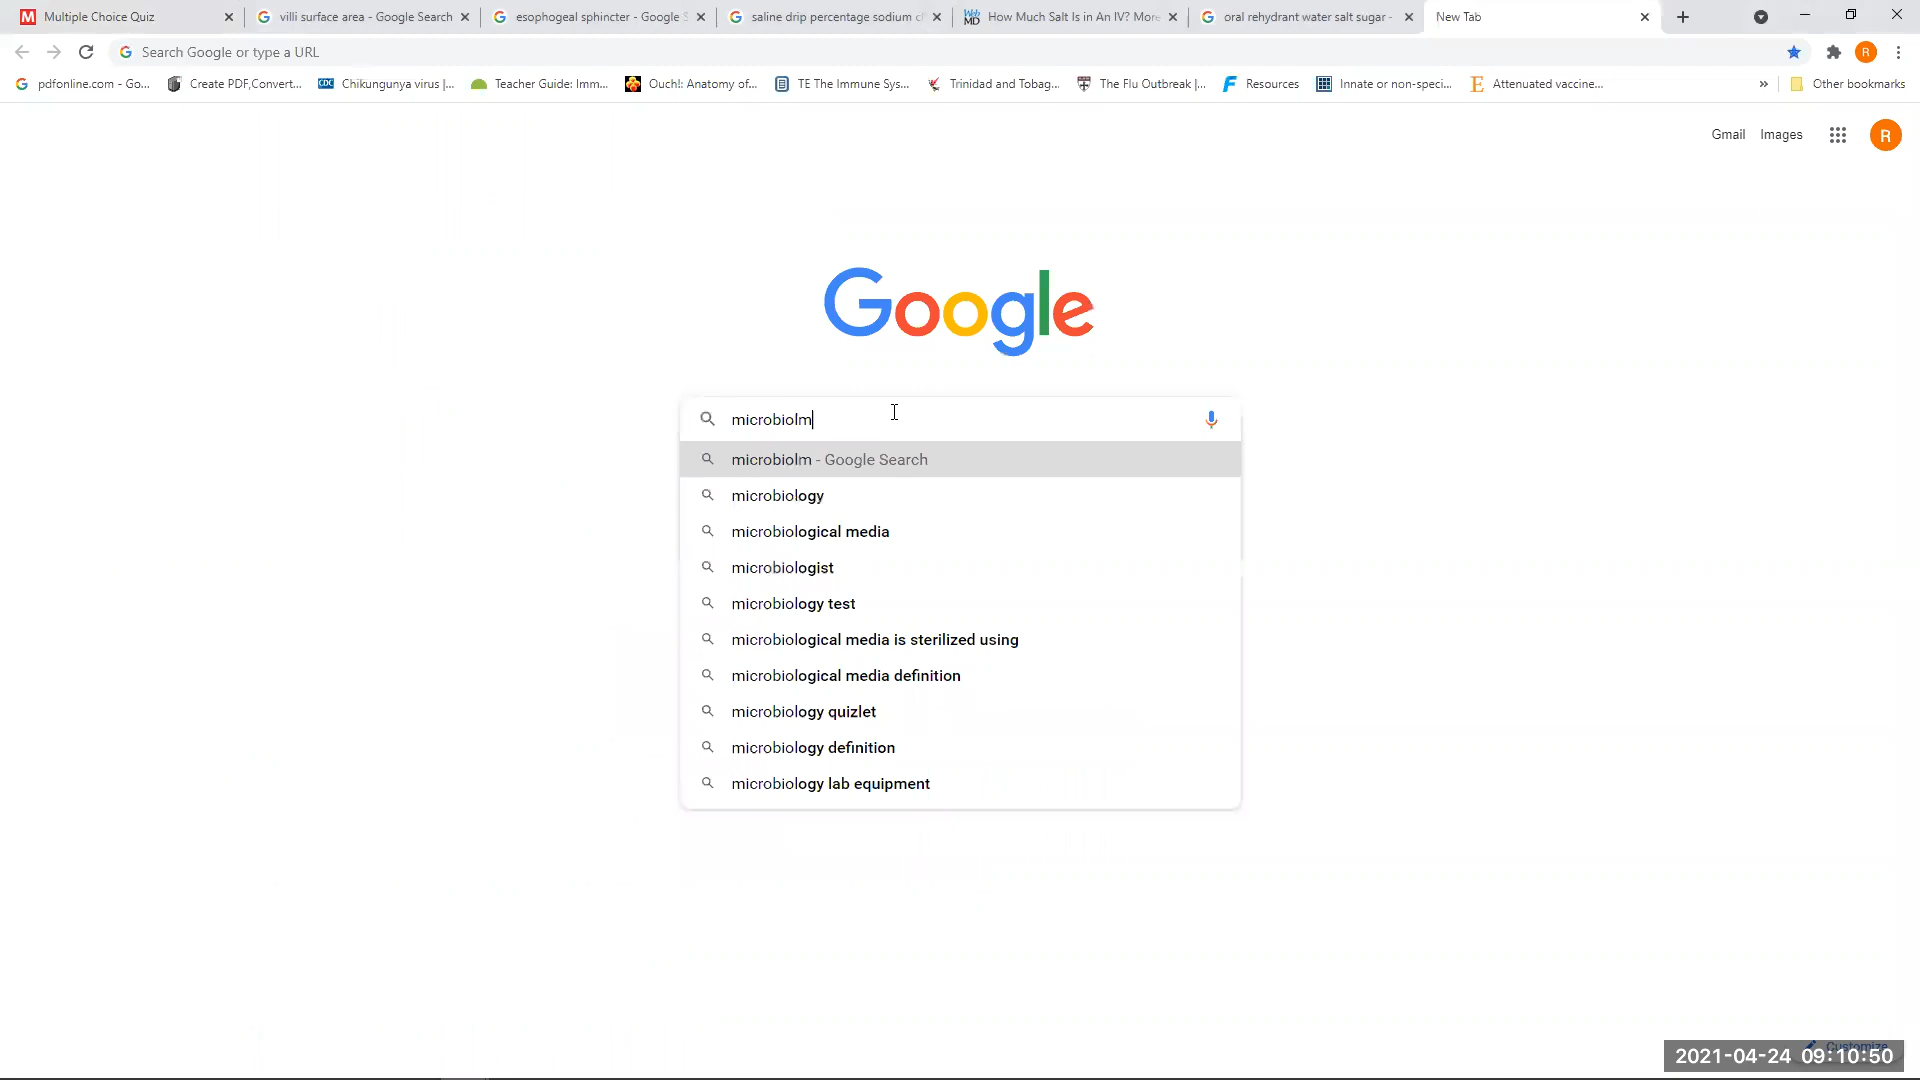 Multiple Choice Quiz
villi surface area - Google Search
esophogeal sphincter - Google S
saline drip percentage sodium cl
How Much Salt Is in An IV? More
oral rehydrant water salt sugar -
New Tab
Search Google or type a URL
R
pdfonline.com - Go...
Create PDF,Convert...
CDC Chikungunya virus |...
Teacher Guide: Imm...
Ouch!: Anatomy of...
TE The Immune Sys...
Trinidad and Tobag...
The Flu Outbreak |...
Resources
Innate or non-speci...
Attenuated vaccine...
»
Other bookmarks
Gmail Images
R
Google
microbiolm
microbiolm - Google Search
microbiology
microbiological media
microbiologist
microbiology test
microbiological media is sterilized using
microbiological media definition
microbiology quizlet
microbiology definition
microbiology lab equipment
Customize
2021-04-24 09:10:50